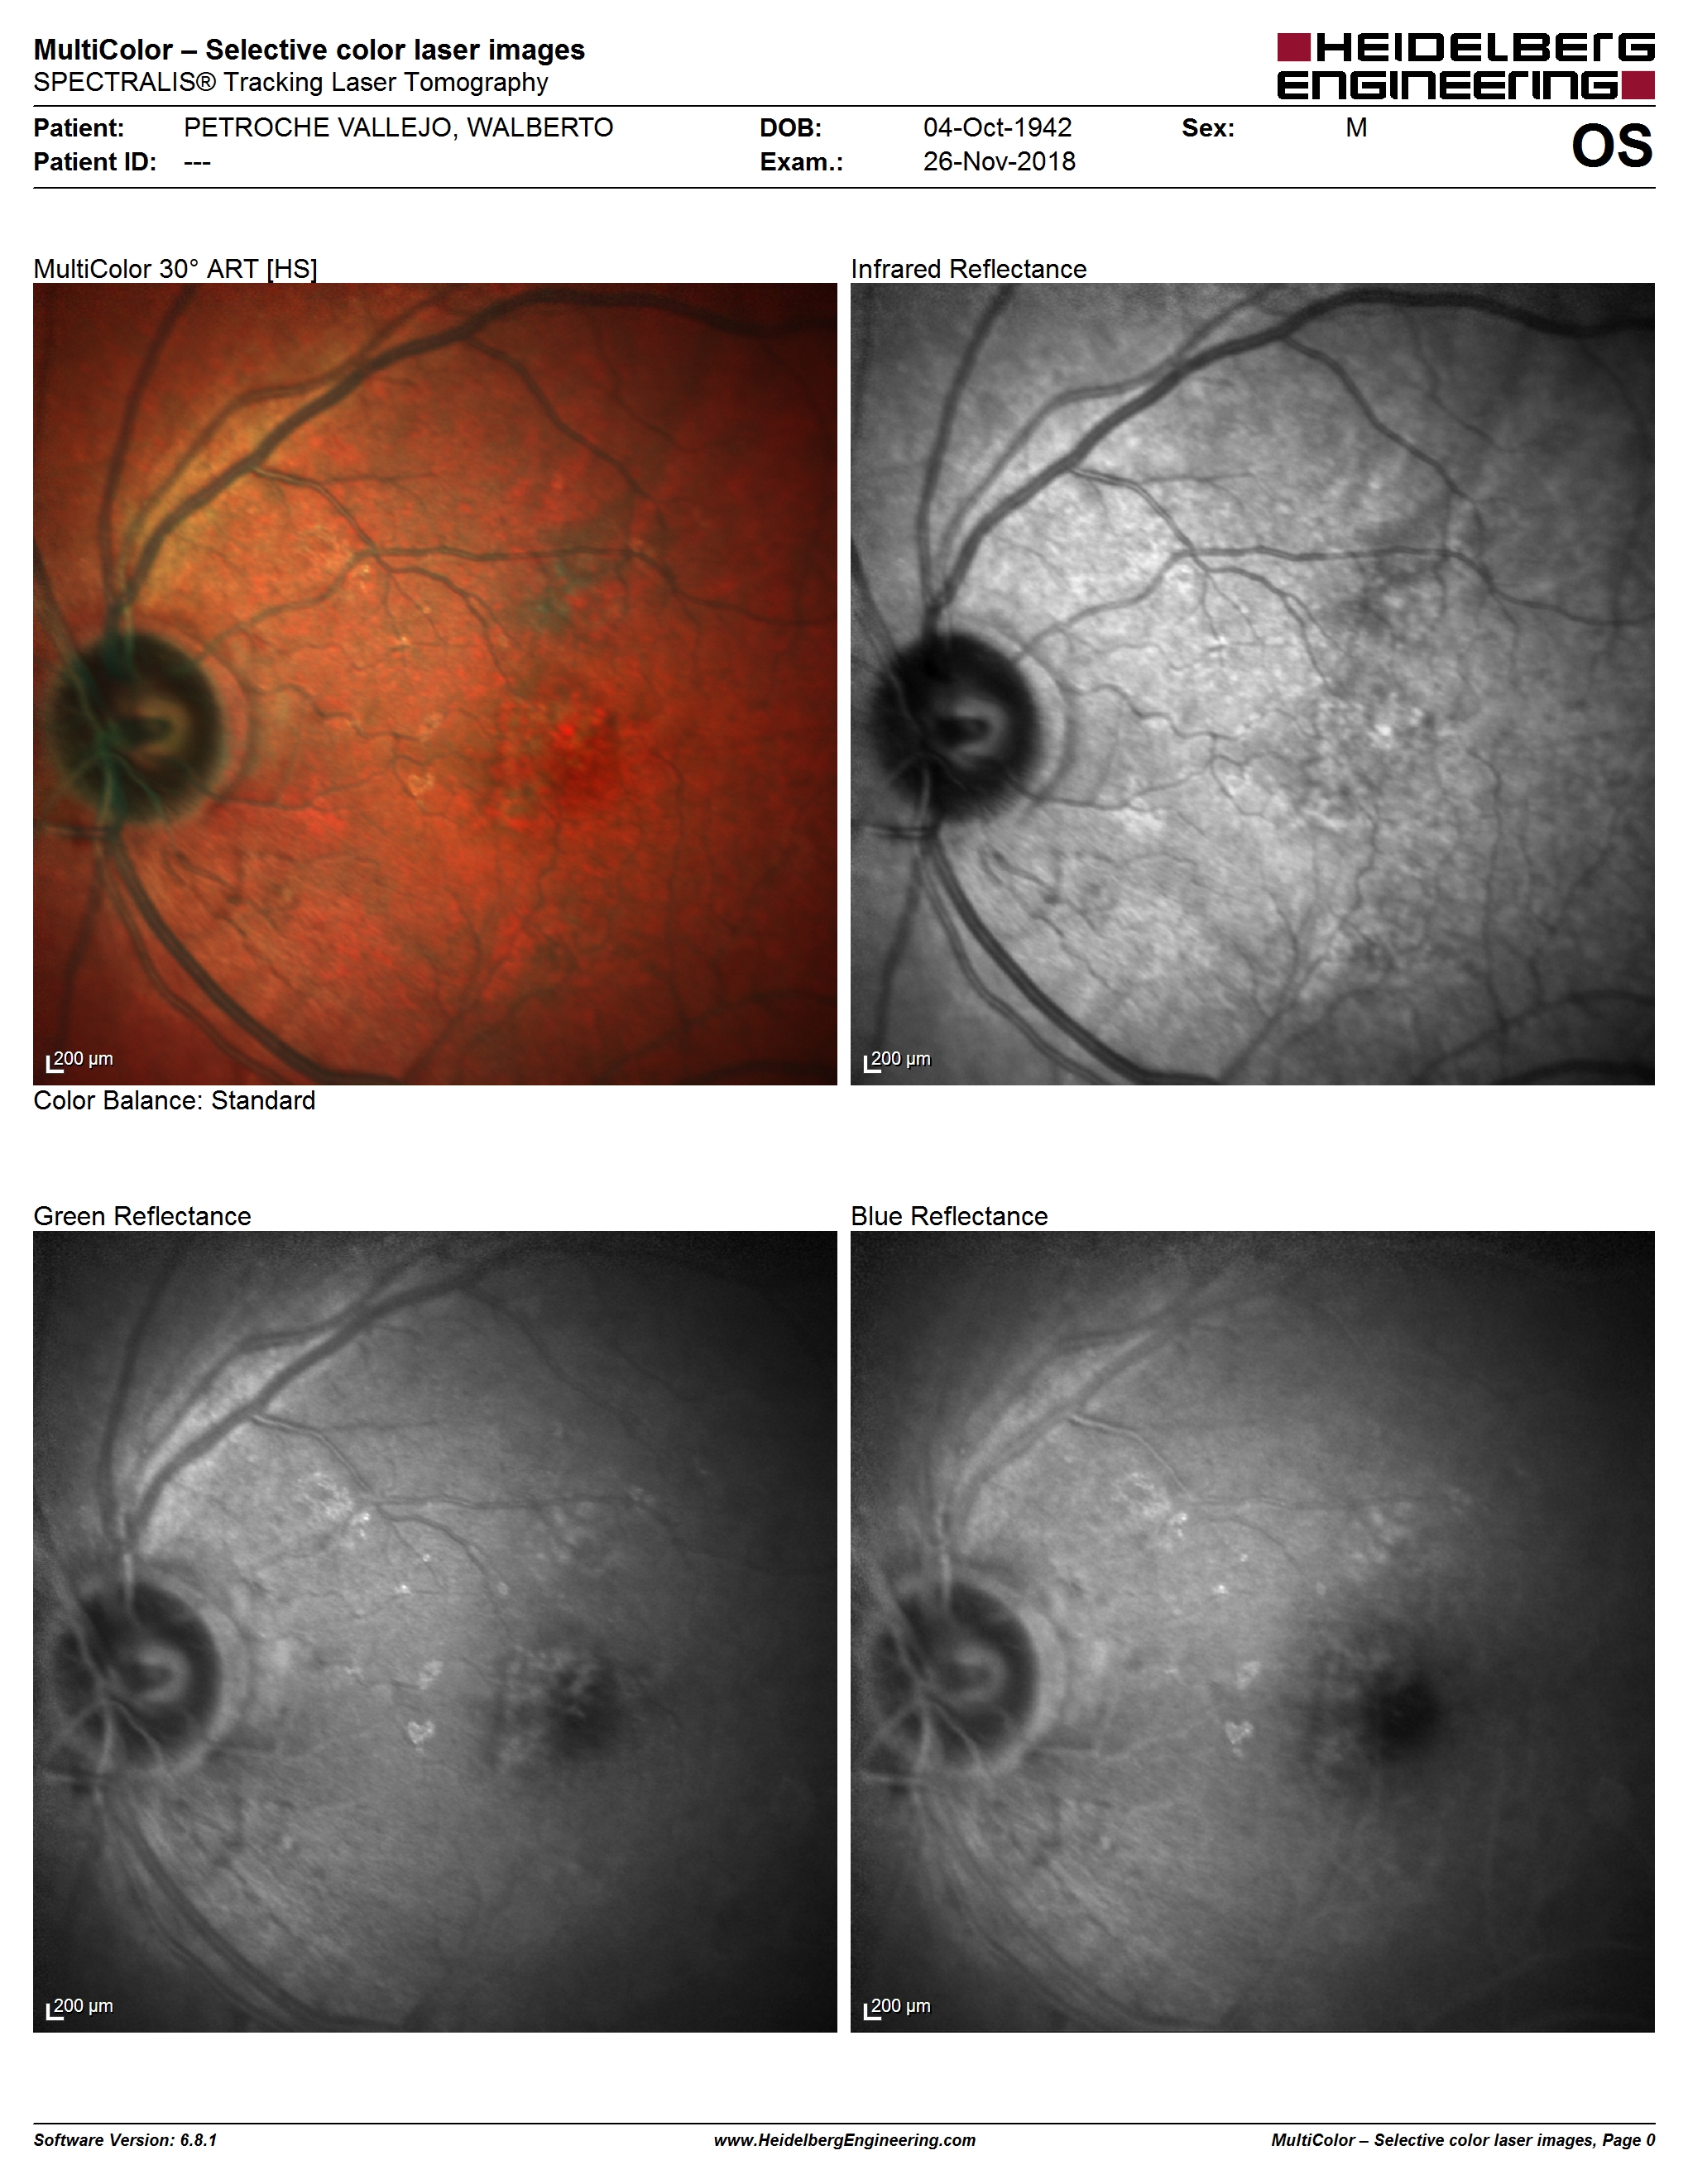 MultiColor – Selective color laser images
SPECTRALIS® Tracking Laser Tomography
HEIDELBERG
ENGINEERING
Patient: PETROCHE VALLEJO, WALBERTO DOB: 04-Oct-1942 Sex: M
OS
Patient ID: --- Exam.: 26-Nov-2018
MultiColor 30° ART [HS]
Infrared Reflectance
200 µm
200 µm
Color Balance: Standard
Green Reflectance
Blue Reflectance
200 µm
200 µm
Software Version: 6.8.1
www.HeidelbergEngineering.com
MultiColor – Selective color laser images, Page 0